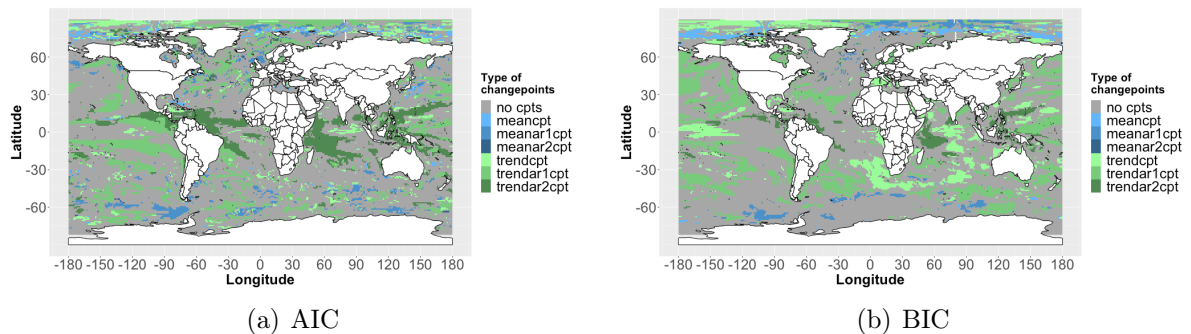 60
30
0
-30
-60
Latitude
-180 -150 -120 -90 -60 -30 0 30 60 90 120 150 180
Longitude
Type of
changepoints
no cpts
meancpt
meanar1cpt
meanar2cpt
trendcpt
trendar1cpt
trendar2cpt
(a) AIC
60
30
0
-30
-60
Latitude
-180 -150 -120 -90 -60 -30 0 30 60 90 120 150 180
Longitude
Type of
changepoints
no cpts
meancpt
meanar1cpt
meanar2cpt
trendcpt
trendar1cpt
trendar2cpt
(b) BIC